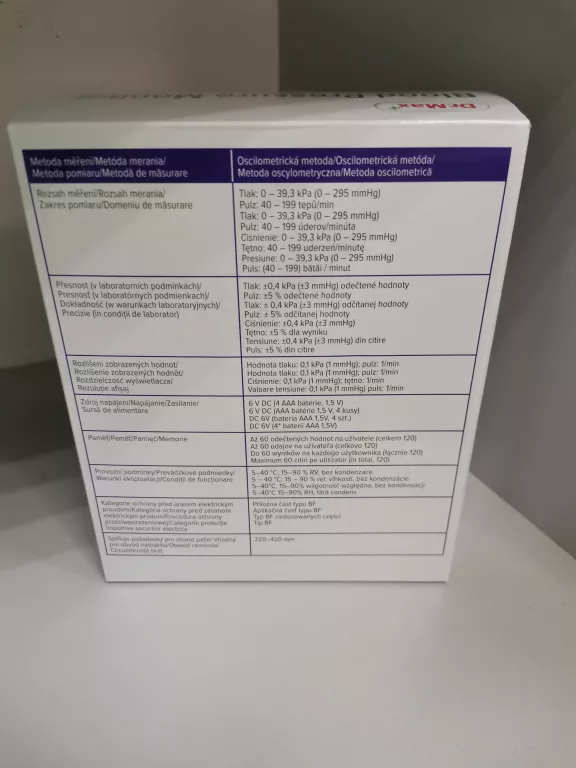 Blood Pressure Monitor
Dr.Max+
Metoda měření/Metóda merania/
Metoda pomiaru/Metodă de măsurare
Oscilometrická metoda/Oscilometrická metóda/
Metoda oscylometryczna/Metoda oscilometrică
Rozsah měření/Rozsah merania/
Zakres pomiaru/Domeniu de măsurare
Tlak: 0 – 39,3 kPa (0 – 295 mmHg)
Pulz: 40 – 199 tepů/min
Tlak: 0 – 39,3 kPa (0 – 295 mmHg)
Pulz: 40 – 199 úderov/minúta
Ciśnienie: 0 – 39,3 kPa (0 – 295 mmHg)
Tętno: 40 – 199 uderzeń/minutę
Presiune: 0 – 39,3 kPa (0 – 295 mmHg)
Puls: (40 – 199) bătăi / minut
Přesnost (v laboratorních podmínkách)/
Presnosť (v laboratórnych podmienkach)/
Dokładność (w warunkach laboratoryjnych)/
Precizie (în condiții de laborator)
Tlak: ±0,4 kPa (±3 mmHg) odečtené hodnoty
Pulz: ±5 % odečtené hodnoty
Tlak: ± 0,4 kPa (±3 mmHg) odčítanej hodnoty
Pulz: ± 5% odčítanej hodnoty
Ciśnienie: ±0,4 kPa (±3 mmHg)
Tętno: ±5 % dla wyniku
Tensiune: ±0,4 kPa (±3 mmHg) din citire
Puls: ±5 % din citire
Rozlišení zobrazených hodnot/
Rozlíšenie zobrazených hodnôt/
Rozdzielczość wyświetlacza/
Rezoluție afișaj
Hodnota tlaku: 0,1 kPa (1 mmHg); pulz: 1/min
Hodnota tlaku: 0,1 kPa (1 mmHg); pulz: 1/min
Ciśnienie: 0,1 kPa (1 mmHg); tętno: 1/min
Valoare tensiune: 0,1 kPa (1 mmHg) puls: 1/min
Zdroj napájení/Napájanie/Zasilanie/
Sursă de alimentare
6 V DC (4 AAA baterie, 1,5 V)
6 V DC (AAA batérie 1,5 V, 4 kusy)
DC 6V (bateria AAA 1,5V, 4 szt.)
DC 6V (4* baterii AAA 1,5V)
Paměť/Pamäť/Pamięć/Memorie
Až 60 odečtených hodnot na uživatele (celkem 120)
Až 60 údajov na užívateľa (celkovo 120)
Do 60 wyników na każdego użytkownika (łącznie 120)
Maximum 60 citiri pe utilizator (în total, 120)
Provozní podmínky/Prevádzkové podmienky/
Warunki eksploatacji/Condiții de funcționare
5–40 °C; 15–90 % RV, bez kondenzace
5 – 40 °C; 15 – 90 % rel. vlhkosti, bez kondenzácie
5–40°C, 15–90% wilgotność względna, bez kondensacji
5-40°C 15–90% RH, fără condens
Kategorie ochrany před úrazem elektrickým
proudem/Kategória ochrany pred zásahom
elektrickým prúdom/Procedura ochrony
przeciwporażeniowej/Categorie protecție
împotriva șocurilor electrice
Příložná část typu BF
Aplikačná časť typu BF
Typ BF zastosowanych części
Tip BF
Splňuje požadavky pro obvod paže/ Vhodný
pre obvod nadlaktia/Obwód ramienia/
Circumferință braț
220–420 mm